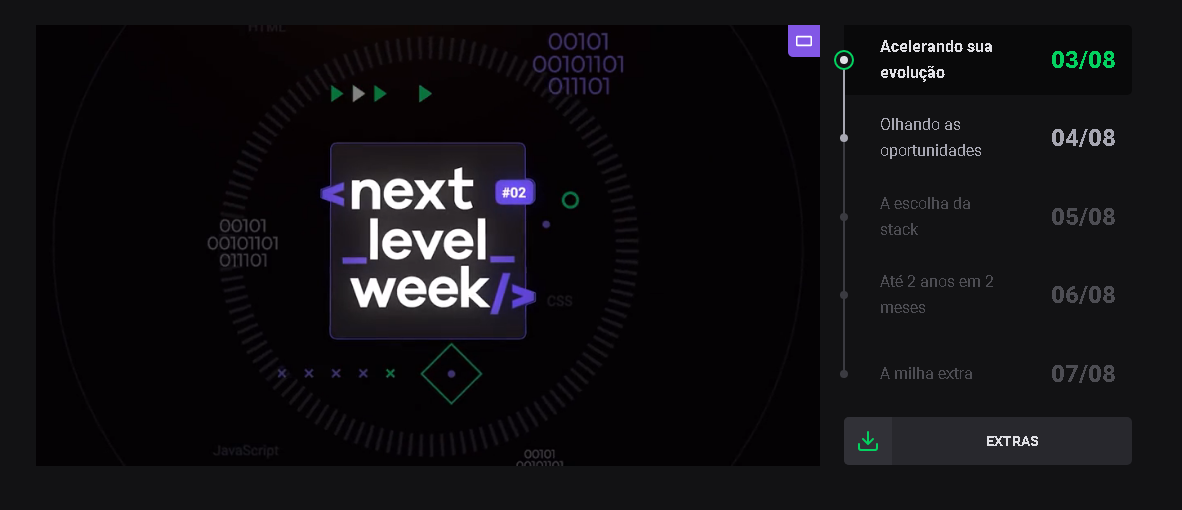 HTML
00101
00101101
011101
<next
#02
_level_
week/>
CSS
00101
00101101
011101
JavaScript
00101
00101101
Acelerando sua
evolução
03/08
Olhando as
oportunidades
04/08
A escolha da
stack
05/08
Até 2 anos em 2
meses
06/08
A milha extra
07/08
EXTRAS